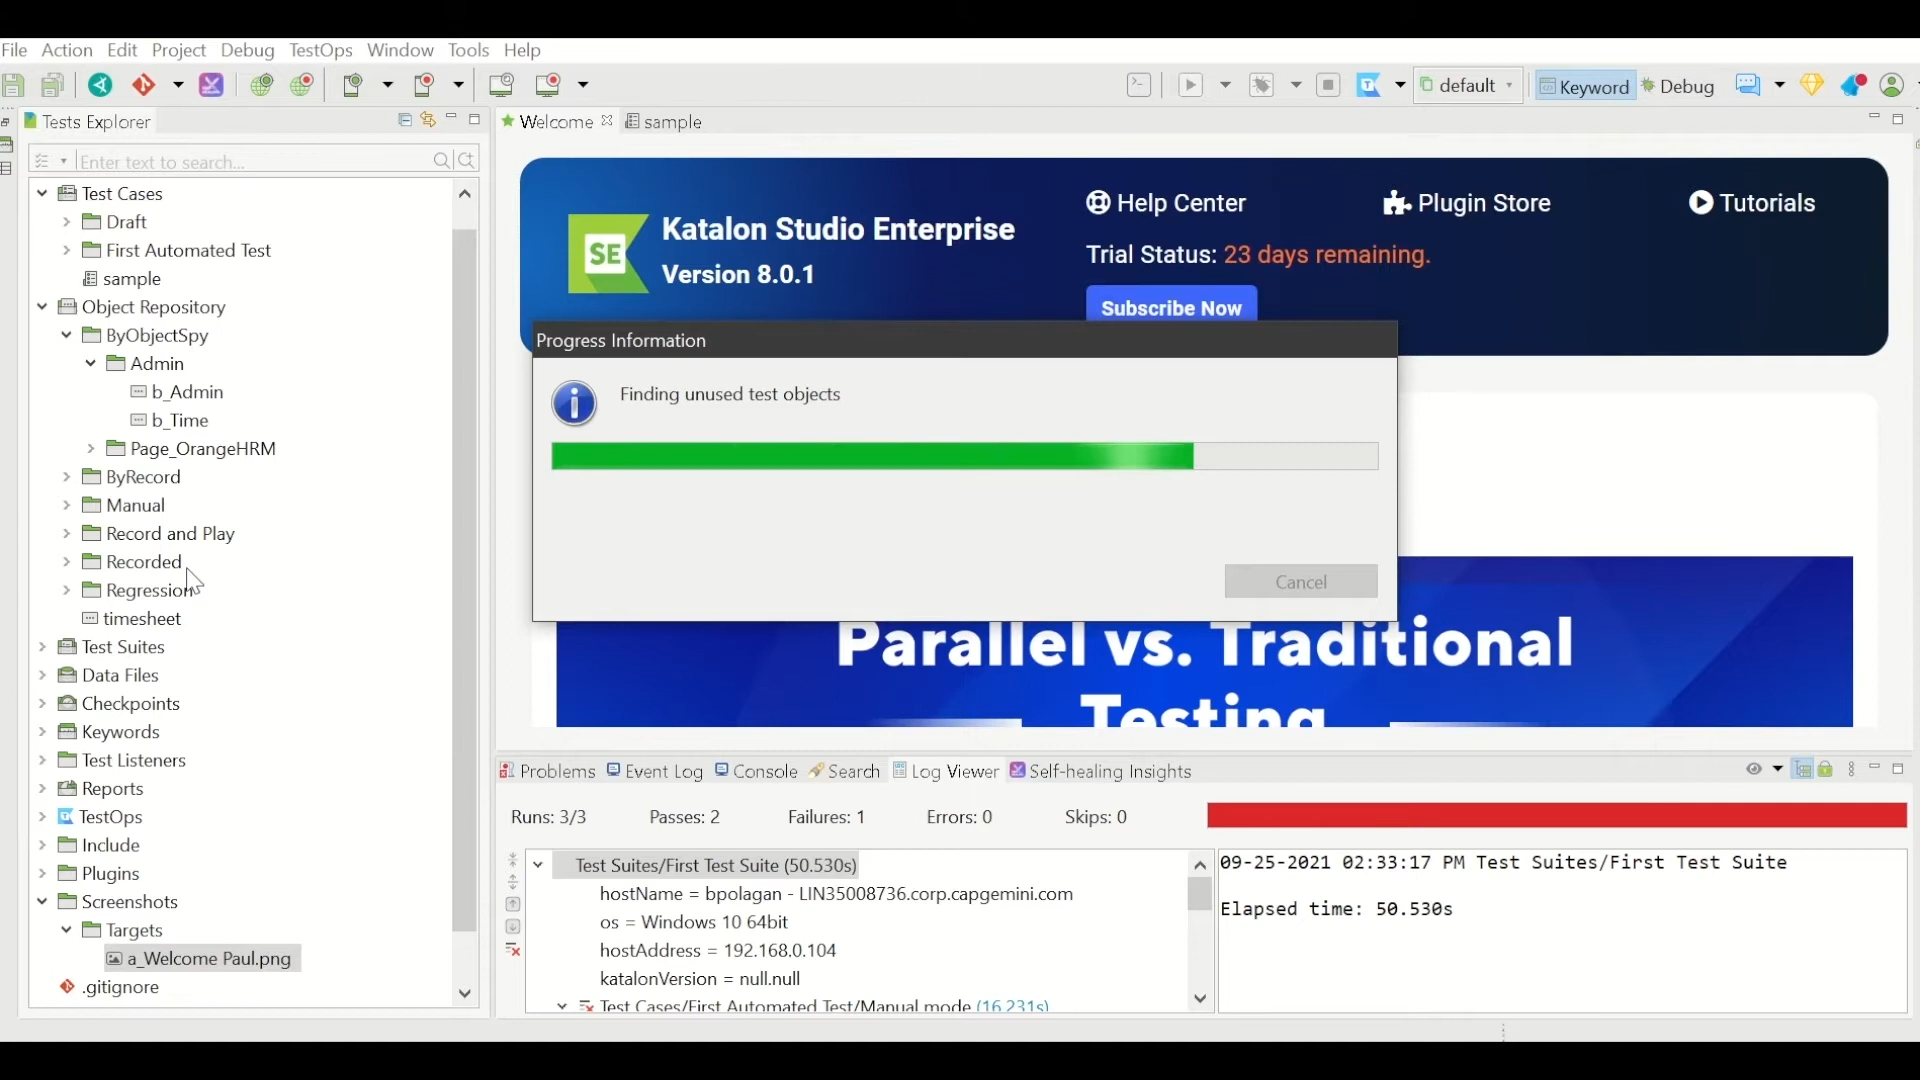 File Action Edit Project Debug TestOps Window Tools Help
default Keyword Debug
Tests Explorer
Enter text to search...
Test Cases
Draft
First Automated Test
sample
Object Repository
ByObjectSpy
Admin
b_Admin
b_Time
Page_OrangeHRM
ByRecord
Manual
Record and Play
Recorded
Regression
timesheet
Test Suites
Data Files
Checkpoints
Keywords
Test Listeners
Reports
TestOps
Include
Plugins
Screenshots
Targets
a_Welcome Paul.png
.gitignore
Welcome sample
SE
Katalon Studio Enterprise
Version 8.0.1
Help Center Plugin Store Tutorials
Trial Status: 23 days remaining.
Subscribe Now
Progress Information
Finding unused test objects
Cancel
Parallel vs. Traditional
Testing
Problems Event Log Console Search Log Viewer Self-healing Insights
Runs: 3/3 Passes: 2 Failures: 1 Errors: 0 Skips: 0
Test Suites/First Test Suite (50.530s)
hostName = bpolagan - LIN35008736.corp.capgemini.com
os = Windows 10 64bit
hostAddress = 192.168.0.104
katalonVersion = null.null
Test Cases/First Automated Test/Manual mode (16.231s)
09-25-2021 02:33:17 PM Test Suites/First Test Suite
Elapsed time: 50.530s